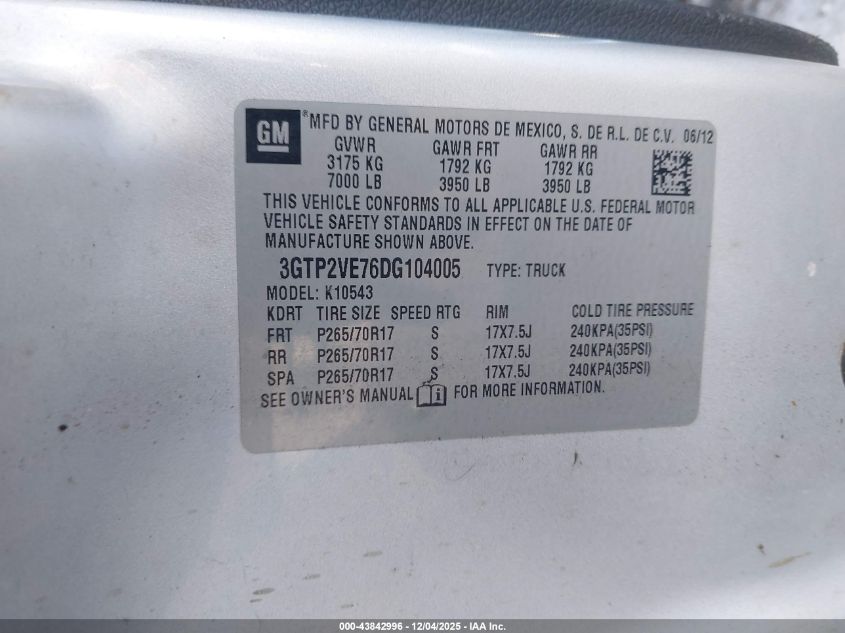 GM ®MFD BY GENERAL MOTORS DE MEXICO, S. DE R.L. DE C.V. 06/12
GVWR GAWR FRT GAWR RR
3175 KG 1792 KG 1792 KG
7000 LB 3950 LB 3950 LB
THIS VEHICLE CONFORMS TO ALL APPLICABLE U.S. FEDERAL MOTOR
VEHICLE SAFETY STANDARDS IN EFFECT ON THE DATE OF
MANUFACTURE SHOWN ABOVE.
3GTP2VE76DG104005 TYPE: TRUCK
MODEL: K10543
KDRT TIRE SIZE SPEED RTG RIM COLD TIRE PRESSURE
FRT P265/70R17 S 17X7.5J 240KPA(35PSI)
RR P265/70R17 S 17X7.5J 240KPA(35PSI)
SPA P265/70R17 S 17X7.5J 240KPA(35PSI)
SEE OWNER'S MANUAL i FOR MORE INFORMATION.
000-43842996 - 12/04/2025 - IAA Inc.